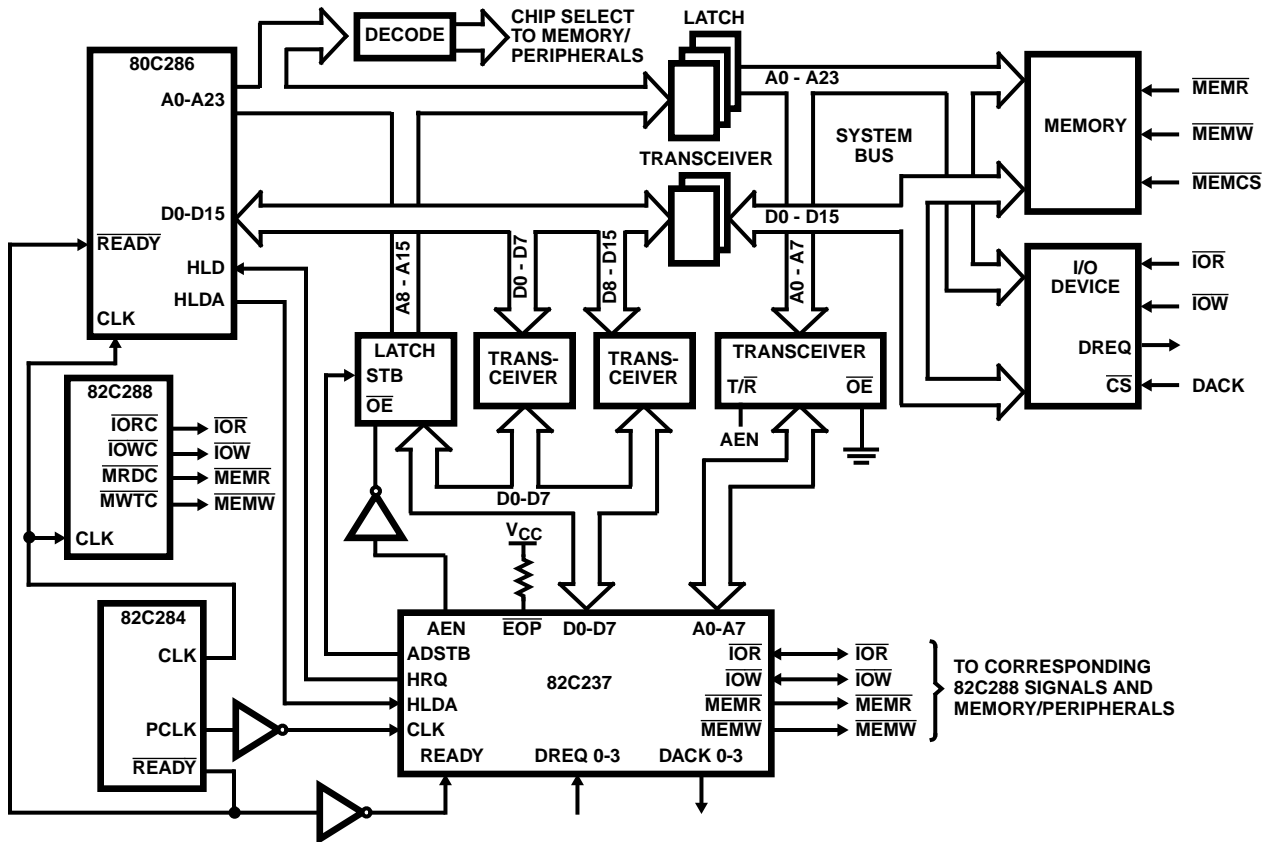 CHIP SELECT
TO MEMORY/
PERIPHERALS
DECODE
LATCH
80C286
A0-A23
D0-D15
READY
HLD
HLDA
CLK
A0 - A23
TRANSCEIVER
D0 - D15
SYSTEM
BUS
MEMORY
MEMR
MEMW
MEMCS
I/O
DEVICE
DREQ
CS
IOR
IOW
DACK
A8 - A15
D0 - D7
D8 - D15
A0 - A7
LATCH
STB
OE
TRANS-
CEIVER
TRANS-
CEIVER
TRANSCEIVER
T/R
OE
AEN
82C288
IORC
IOWC
MRDC
MWTC
CLK
IOR
IOW
MEMR
MEMW
D0-D7
VCC
82C284
CLK
PCLK
READY
AEN
EOP
D0-D7
A0-A7
ADSTB
HRQ
HLDA
CLK
READY
82C237
DREQ 0-3
DACK 0-3
IOR
IOW
MEMR
MEMW
IOR
IOW
MEMR
MEMW
TO CORRESPONDING
82C288 SIGNALS AND
MEMORY/PERIPHERALS